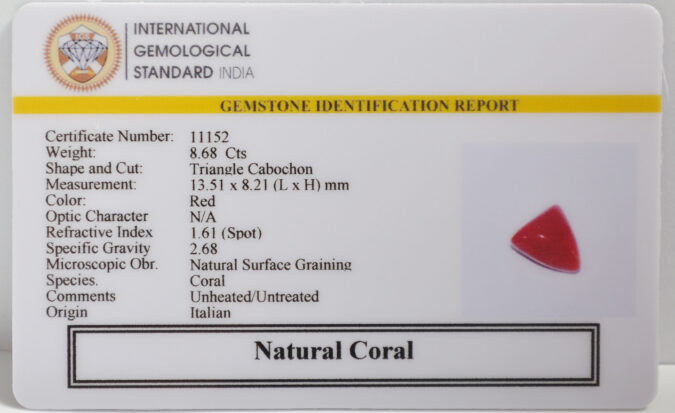 INTERNATIONAL
GEMOLOGICAL
STANDARD INDIA
GEMSTONE IDENTIFICATION REPORT
Certificate Number: 11152
Weight: 8.68 Cts
Shape and Cut: Triangle Cabochon
Measurement: 13.51 x 8.21 (L x H) mm
Color: Red
Optic Character N/A
Refractive Index 1.61 (Spot)
Specific Gravity 2.68
Microscopic Obr. Natural Surface Graining
Species. Coral
Comments Unheated/Untreated
Origin Italian
Natural Coral